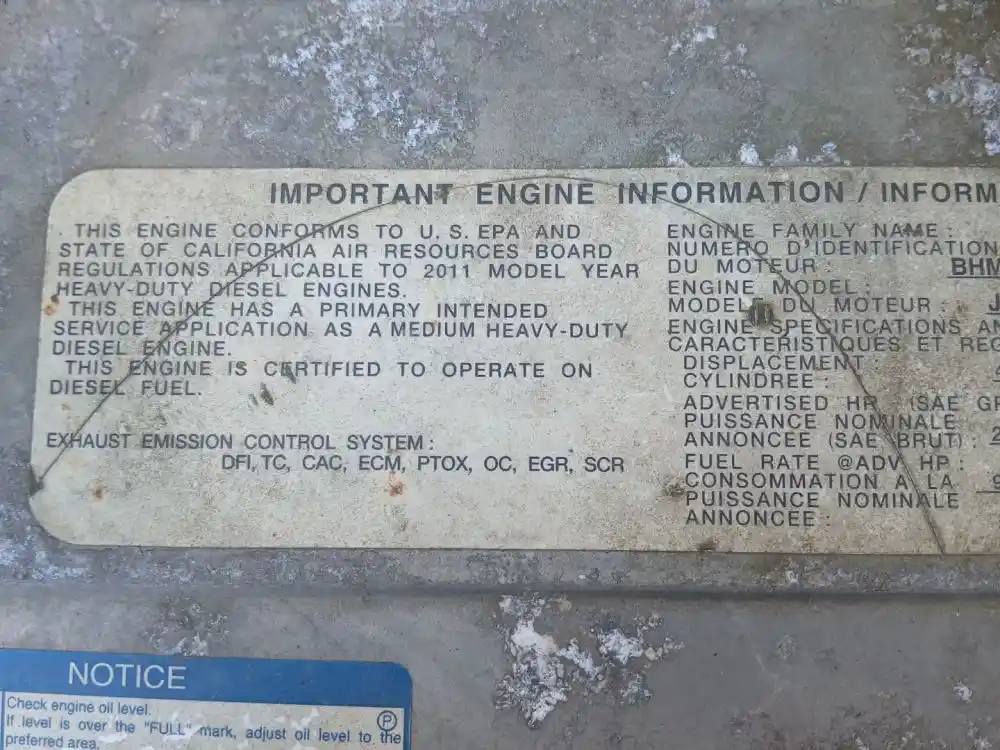 IMPORTANT ENGINE INFORMATION / INFORM
THIS ENGINE CONFORMS TO U.S. EPA AND
STATE OF CALIFORNIA AIR RESOURCES BOARD
REGULATIONS APPLICABLE TO 2011 MODEL YEAR
HEAVY-DUTY DIESEL ENGINES.
THIS ENGINE HAS A PRIMARY INTENDED
SERVICE APPLICATION AS A MEDIUM HEAVY-DUTY
DIESEL ENGINE.
THIS ENGINE IS CERTIFIED TO OPERATE ON
DIESEL FUEL.
EXHAUST EMISSION CONTROL SYSTEM :
DFI, TC, CAC, ECM, PTOX, OC, EGR, SCR
ENGINE FAMILY NAME :
NUMERO D'IDENTIFICATION
DU MOTEUR : BHM
ENGINE MODEL :
MODELE DU MOTEUR : J
ENGINE SPECIFICATIONS AN
CARACTERISTIQUES ET REG
DISPLACEMENT
CYLINDREE :
ADVERTISED HP (SAE GR
PUISSANCE NOMINALE
ANNONCEE (SAE BRUT) : 2
FUEL RATE @ADV HP :
CONSOMMATION A LA 9
PUISSANCE NOMINALE
ANNONCEE :
NOTICE
Check engine oil level.
If level is over the "FULL" mark, adjust oil level to the
preferred area.
P